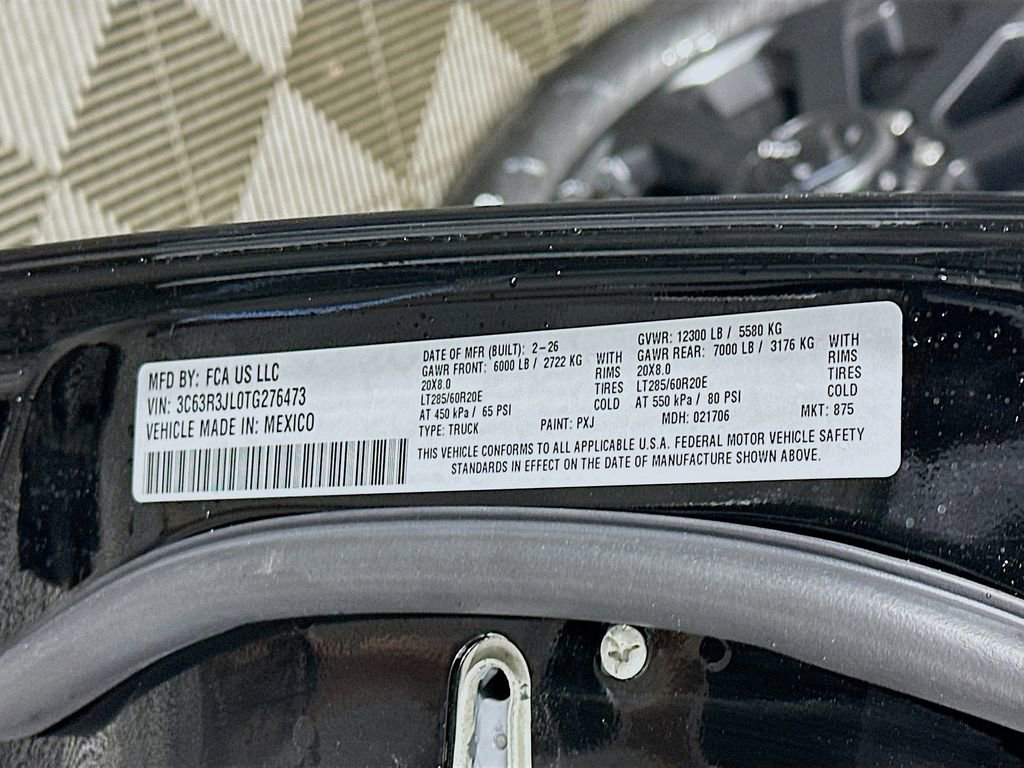 MFD BY: FCA US LLC
VIN: 3C63R3JL0TG276473
VEHICLE MADE IN: MEXICO
DATE OF MFR (BUILT): 2-26
GAWR FRONT: 6000 LB / 2722 KG
20X8.0
LT285/60R20E
AT 450 kPa / 65 PSI
WITH
RIMS
TIRES
COLD
TYPE: TRUCK
PAINT: PXJ
GVWR: 12300 LB / 5580 KG
GAWR REAR: 7000 LB / 3176 KG
20X8.0
LT285/60R20E
AT 550 kPa / 80 PSI
WITH
RIMS
TIRES
COLD
MDH: 021706
MKT: 875
THIS VEHICLE CONFORMS TO ALL APPLICABLE U.S.A. FEDERAL MOTOR VEHICLE SAFETY
STANDARDS IN EFFECT ON THE DATE OF MANUFACTURE SHOWN ABOVE.